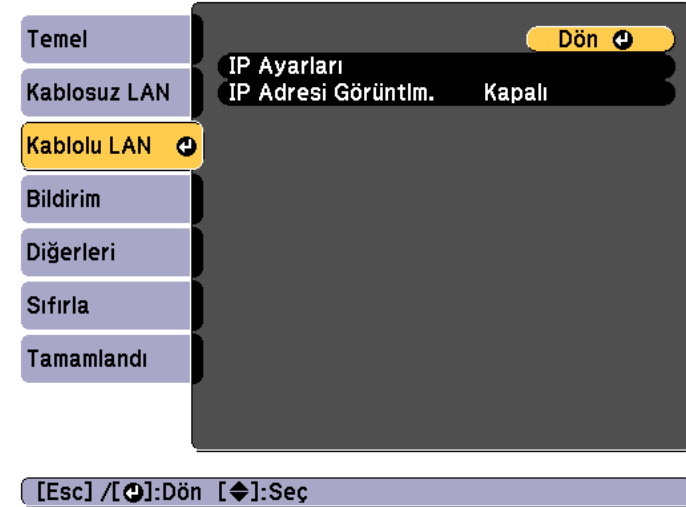 Temel
Kablosuz LAN
Kablolu LAN
Bildirim
Diğerleri
Sıfırla
Tamamlandı
Dön
IP Ayarları
IP Adresi Görüntlm. Kapalı
[Esc] /[⏎]:Dön [◆]:Seç